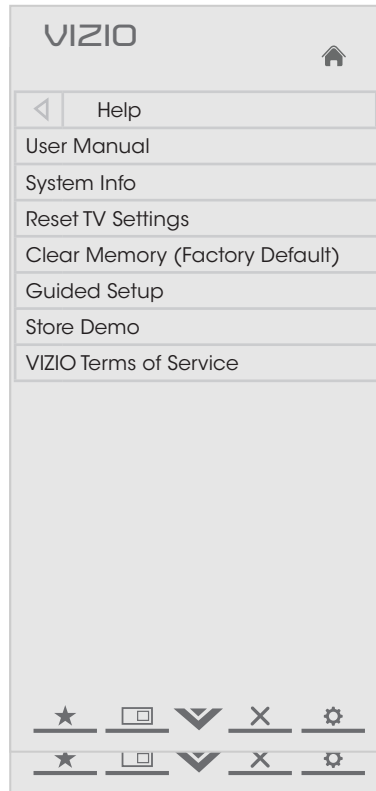 VIZIO
Help
User Manual
System Info
Reset TV Settings
Clear Memory (Factory Default)
Guided Setup
Store Demo
VIZIO Terms of Service